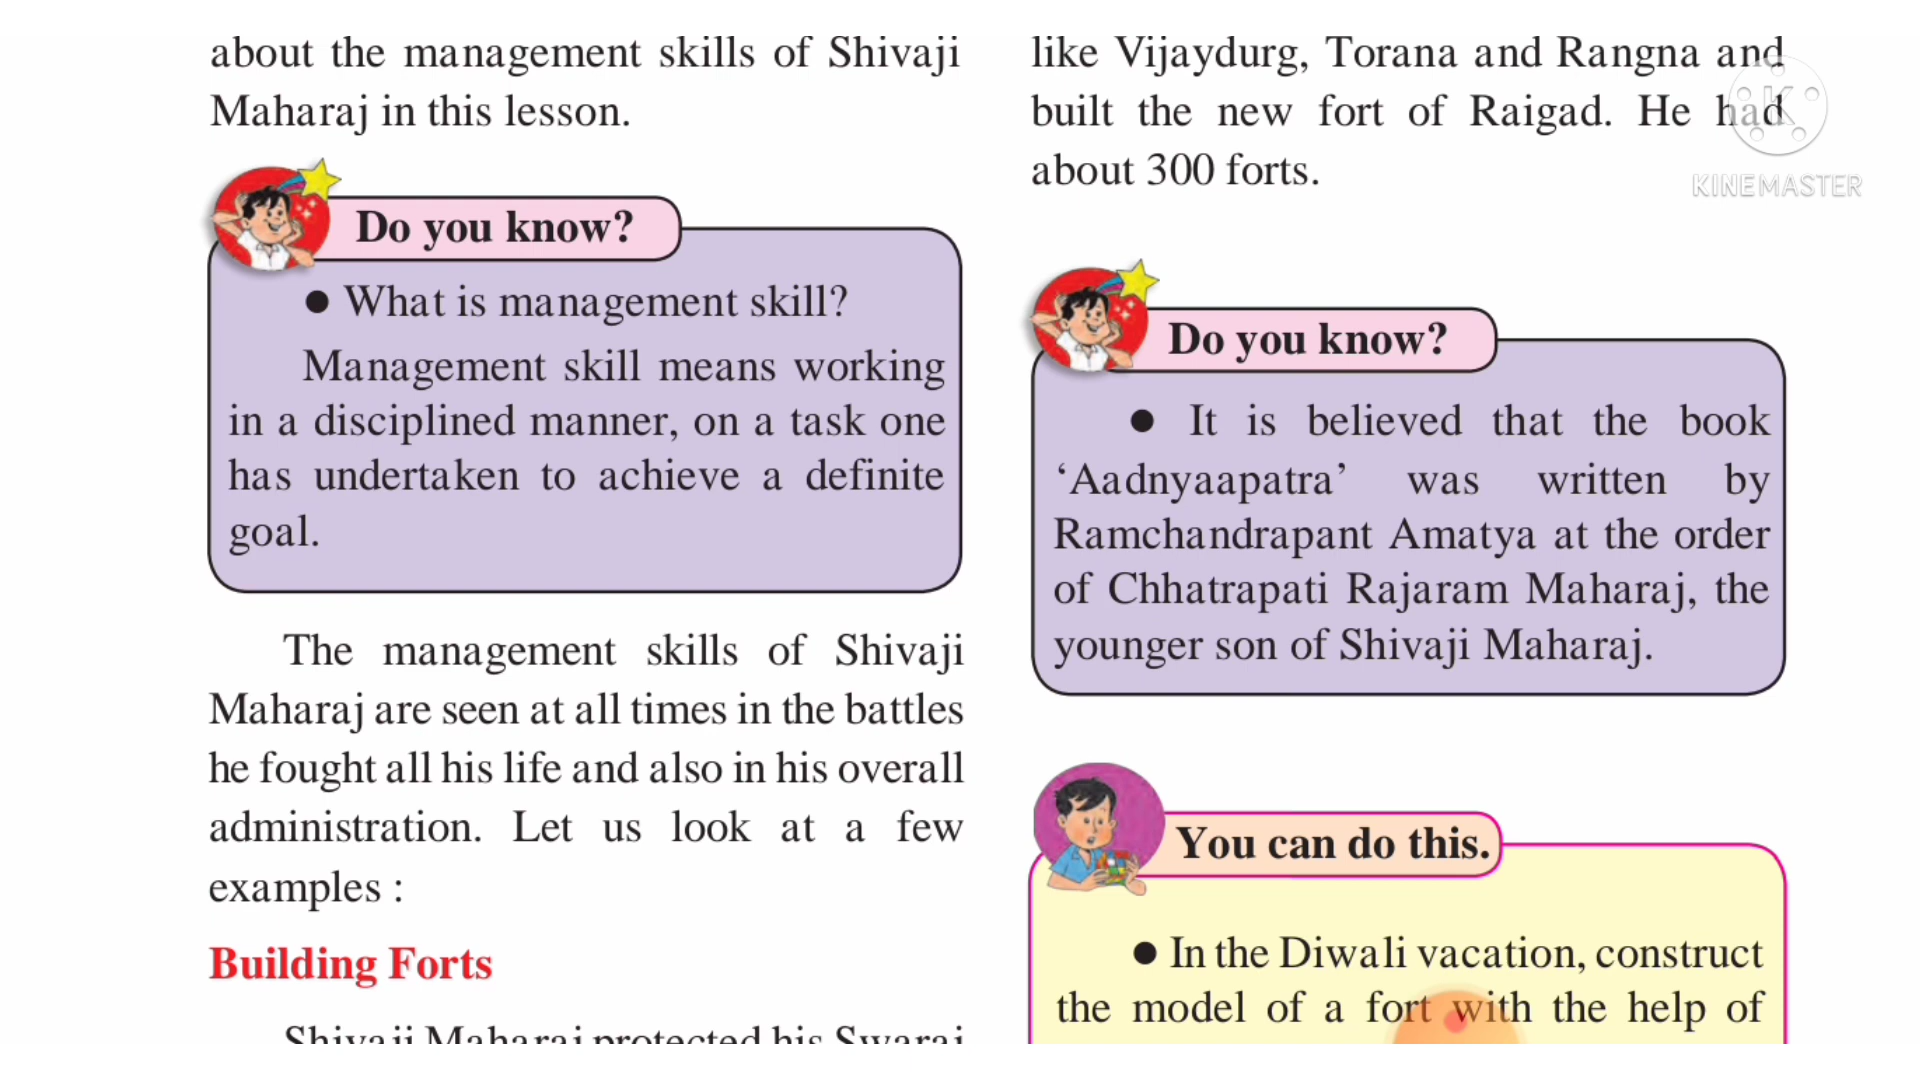 about the management skills of Shivaji
Maharaj in this lesson.
Do you know?
● What is management skill?
Management skill means working
in a disciplined manner, on a task one
has undertaken to achieve a definite
goal.
The management skills of Shivaji
Maharaj are seen at all times in the battles
he fought all his life and also in his overall
administration. Let us look at a few
examples :
Building Forts
Shivaji Maharaj protected his Swaraj
like Vijaydurg, Torana and Rangna and
built the new fort of Raigad. He had
about 300 forts.
Do you know?
● It is believed that the book
‘Aadnyaapatra’ was written by
Ramchandrapant Amatya at the order
of Chhatrapati Rajaram Maharaj, the
younger son of Shivaji Maharaj.
You can do this.
● In the Diwali vacation, construct
the model of a fort with the help of
K
KINEMASTER